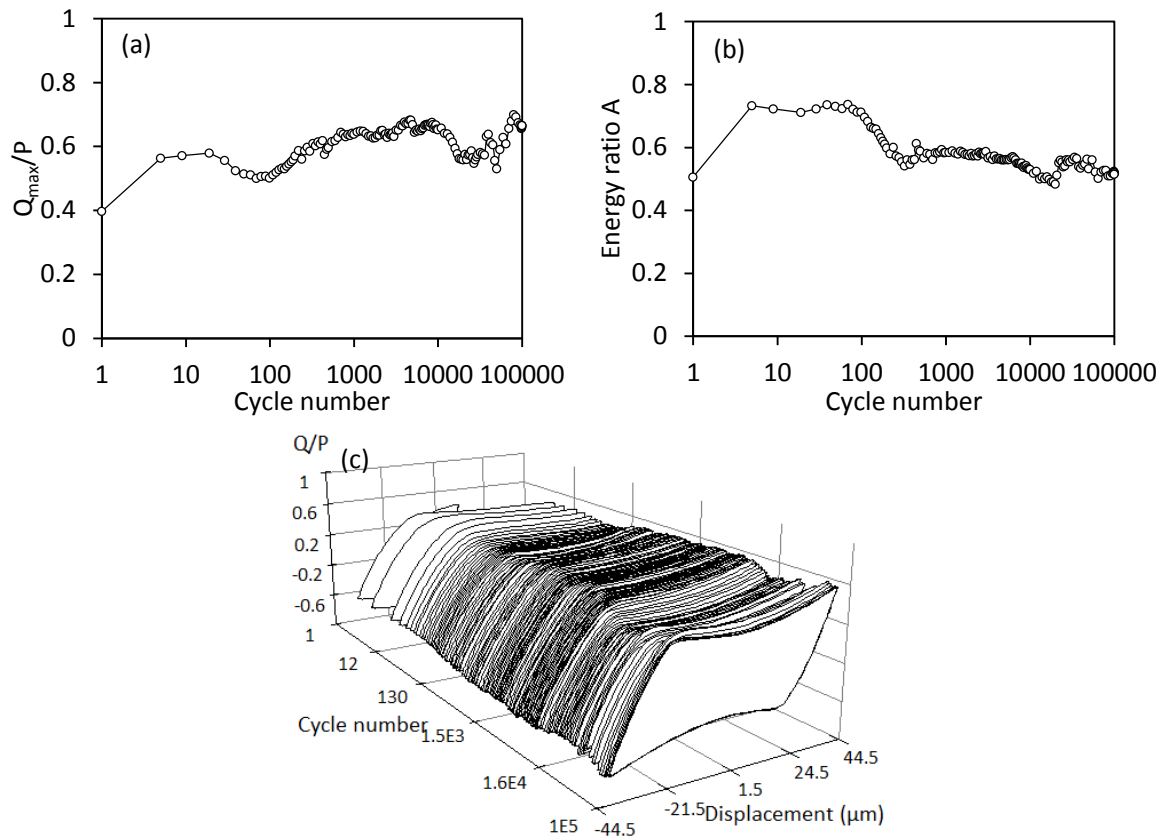 (a)
Q_max/P
1
0.8
0.6
0.4
0.2
0
1 10 100 1000 10000 100000
Cycle number
(b)
Energy ratio A
1
0.8
0.6
0.4
0.2
0
1 10 100 1000 10000 100000
Cycle number
(c)
Q/P
1
0.6
0.2
-0.2
-0.6
1
12
130
1.5E3
1.6E4
1E5
Cycle number
-44.5
-21.5
1.5
24.5
44.5
Displacement (μm)